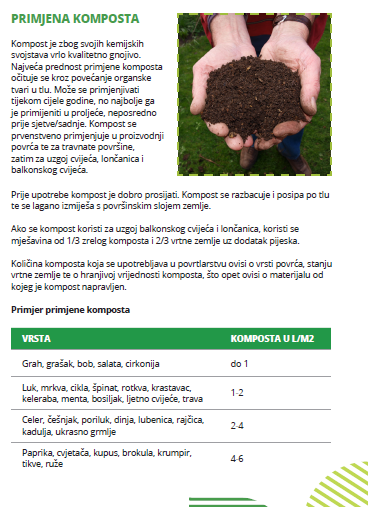 PRIMJENA KOMPOSTA
Kompost je zbog svojih kemijskih
svojstava vrlo kvalitetno gnojivo.
Najveća prednost primjene komposta
očituje se kroz povećanje organske
tvari u tlu. Može se primjenjivati
tijekom cijele godine, no najbolje ga
je primijeniti u proljeće, neposredno
prije sjetve/sadnje. Kompost se
prvenstveno primjenjuje u proizvodnji
povrća te za travnate površine,
zatim za uzgoj cvijeća, lončanica i
balkonskog cvijeća.
Prije upotrebe kompost je dobro prosijati. Kompost se razbacuje i posipa po tlu
te se lagano izmiješa s površinskim slojem zemlje.
Ako se kompost koristi za uzgoj balkonskog cvijeća i lončanica, koristi se
mješavina od 1/3 zrelog komposta i 2/3 vrtne zemlje uz dodatak pijeska.
Količina komposta koja se upotrebljava u povrtlarstvu ovisi o vrsti povrća, stanju
vrtne zemlje te o hranjivoj vrijednosti komposta, što opet ovisi o materijalu od
kojeg je kompost napravljen.
Primjer primjene komposta
VRSTA KOMPOSTA U L/M2
Grah, grašak, bob, salata, cirkonija do 1
Luk, mrkva, cikla, špinat, rotkva, krastavac,
keleraba, menta, bosiljak, ljetno cvijeće, trava 1-2
Celer, češnjak, poriluk, dinja, lubenica, rajčica,
kadulja, ukrasno grmlje 2-4
Paprika, cvjetača, kupus, brokula, krumpir,
tikve, ruže 4-6